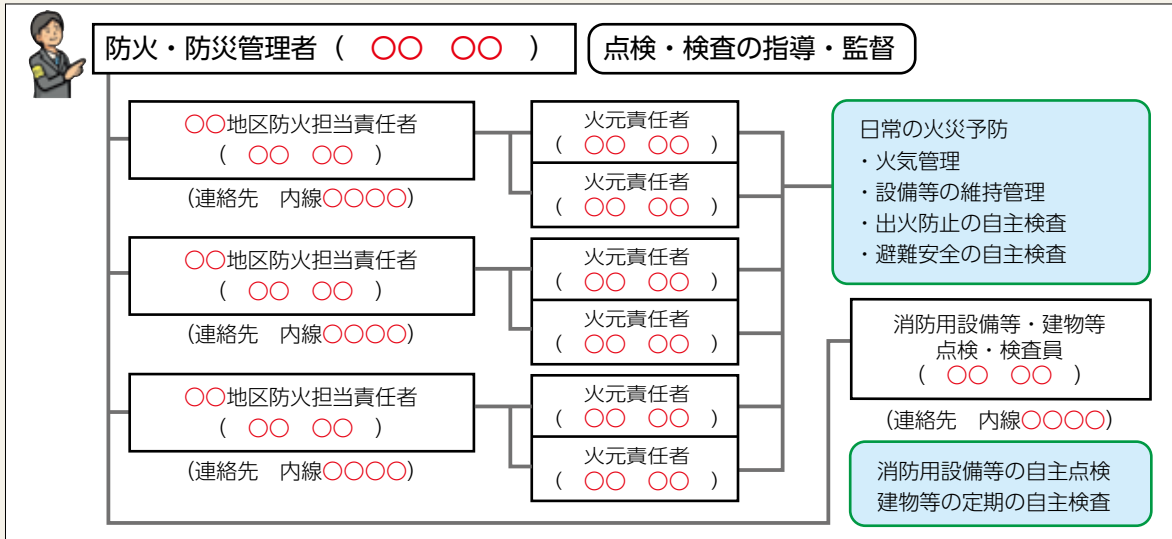 防火・防災管理者（ 〇〇 〇〇 ）
点検・検査の指導・監督
〇〇地区防火担当責任者
（ 〇〇 〇〇 ）
（連絡先 内線〇〇〇〇）
火元責任者
（ 〇〇 〇〇 ）
火元責任者
（ 〇〇 〇〇 ）
〇〇地区防火担当責任者
（ 〇〇 〇〇 ）
（連絡先 内線〇〇〇〇）
火元責任者
（ 〇〇 〇〇 ）
火元責任者
（ 〇〇 〇〇 ）
〇〇地区防火担当責任者
（ 〇〇 〇〇 ）
（連絡先 内線〇〇〇〇）
火元責任者
（ 〇〇 〇〇 ）
火元責任者
（ 〇〇 〇〇 ）
日常の火災予防
・火気管理
・設備等の維持管理
・出火防止の自主検査
・避難安全の自主検査
消防用設備等・建物等
点検・検査員
（ 〇〇 〇〇 ）
（連絡先 内線〇〇〇〇）
消防用設備等の自主点検
建物等の定期の自主検査